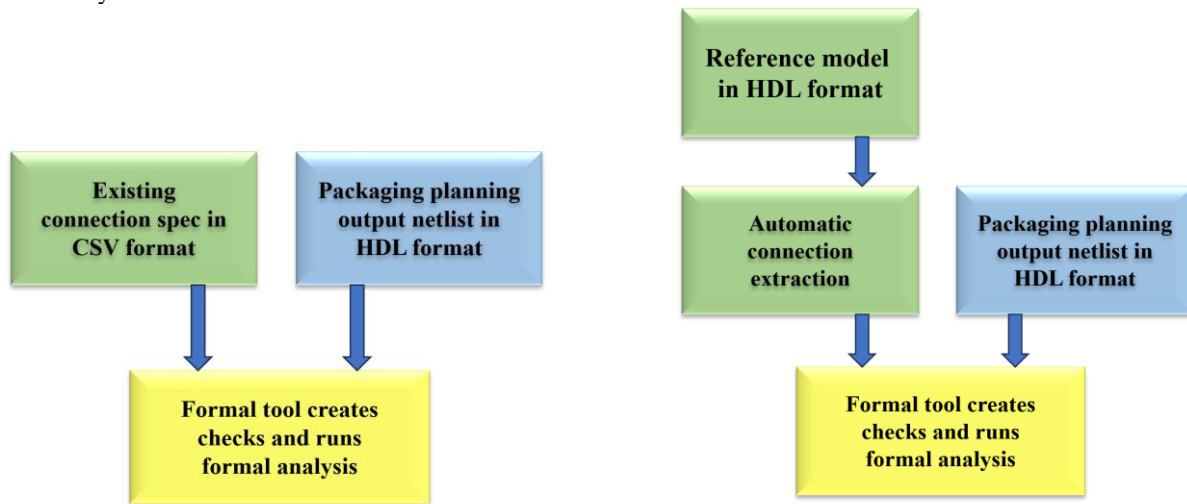 Existing
connection spec in
CSV format
Packaging planning
output netlist in
HDL format
Formal tool creates
checks and runs
formal analysis
Reference model
in HDL format
Automatic
connection
extraction
Packaging planning
output netlist in
HDL format
Formal tool creates
checks and runs
formal analysis